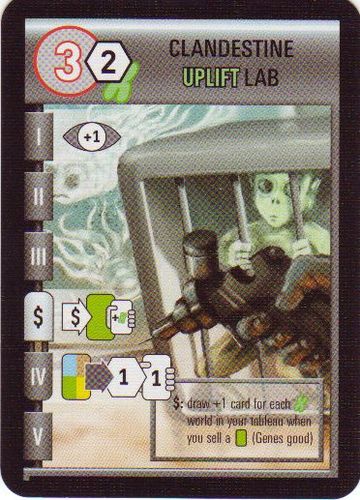 3 2
CLANDESTINE
UPLIFT LAB
I +1
II
III
$ +
IV 1 1
$: draw +1 card for each
world in your tableau when
you sell a (Genes good)
V